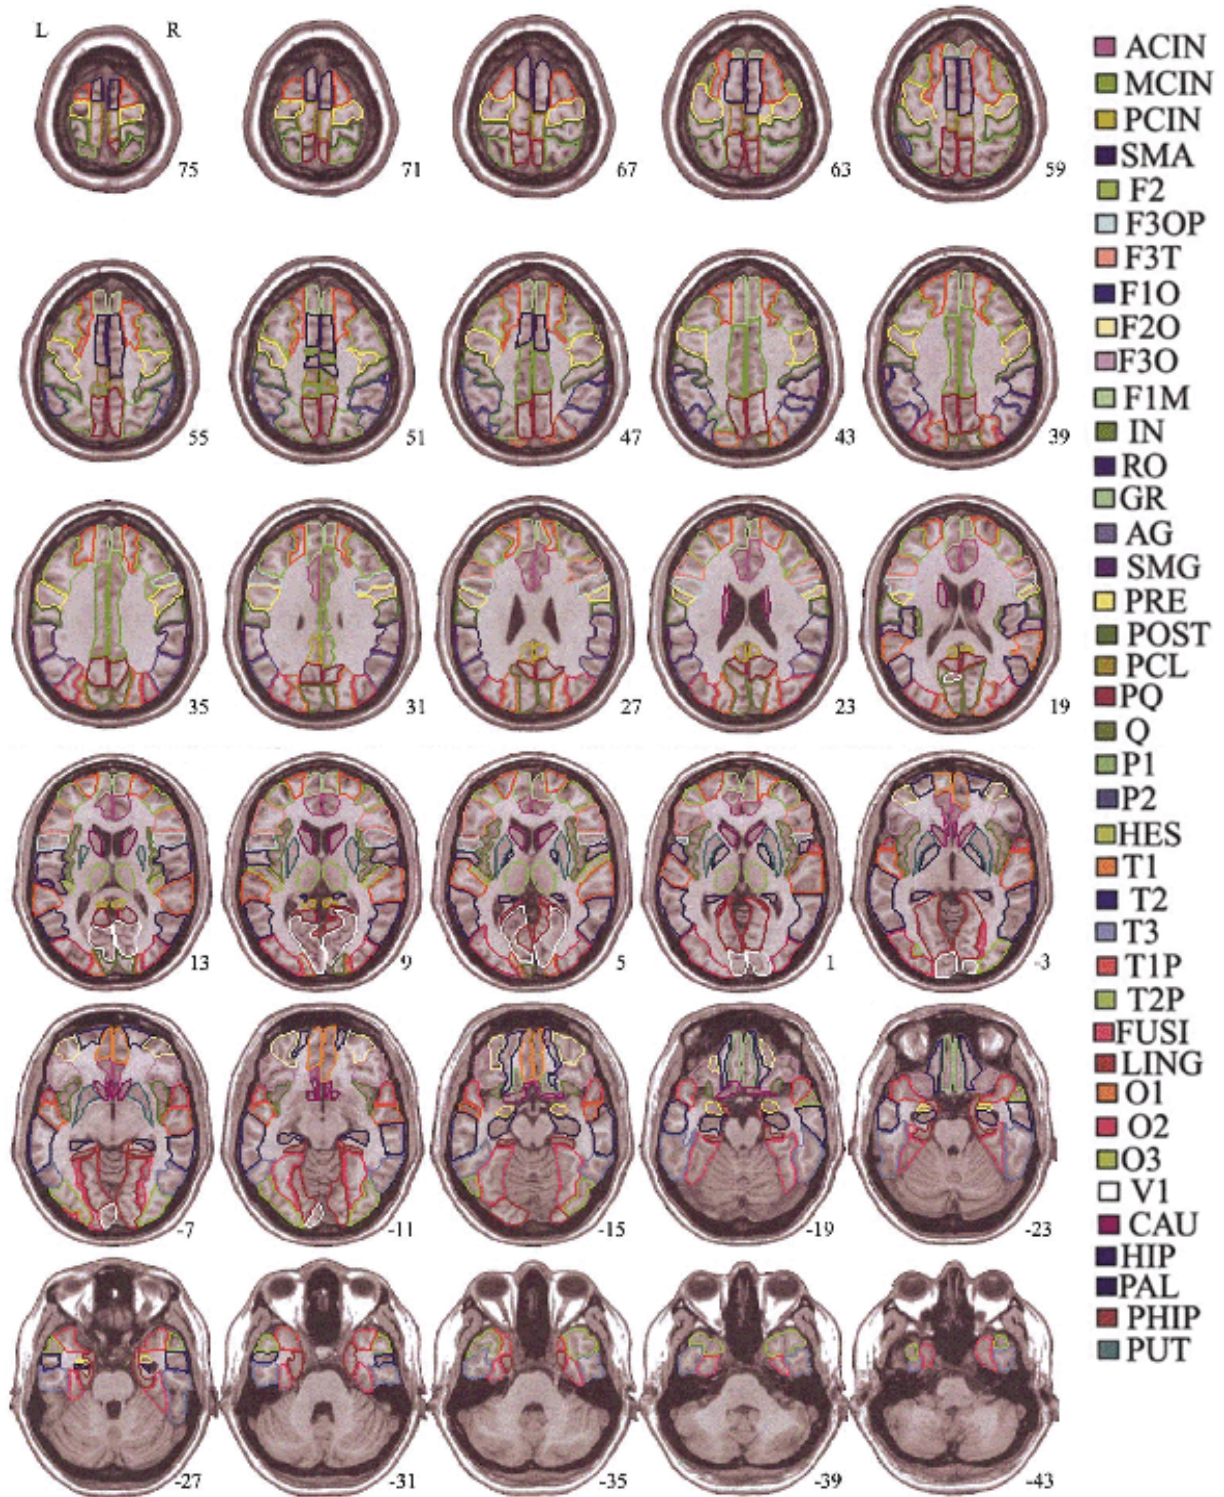 L R
75 71 67 63 59
55 51 47 43 39
35 31 27 23 19
13 9 5 1 -3
-7 -11 -15 -19 -23
-27 -31 -35 -39 -43
ACIN
MCIN
PCIN
SMA
F2
F3OP
F3T
F1O
F2O
F3O
F1M
IN
RO
GR
AG
SMG
PRE
POST
PCL
PQ
Q
P1
P2
HES
T1
T2
T3
T1P
T2P
FUSI
LING
O1
O2
O3
V1
CAU
HIP
PAL
PHIP
PUT